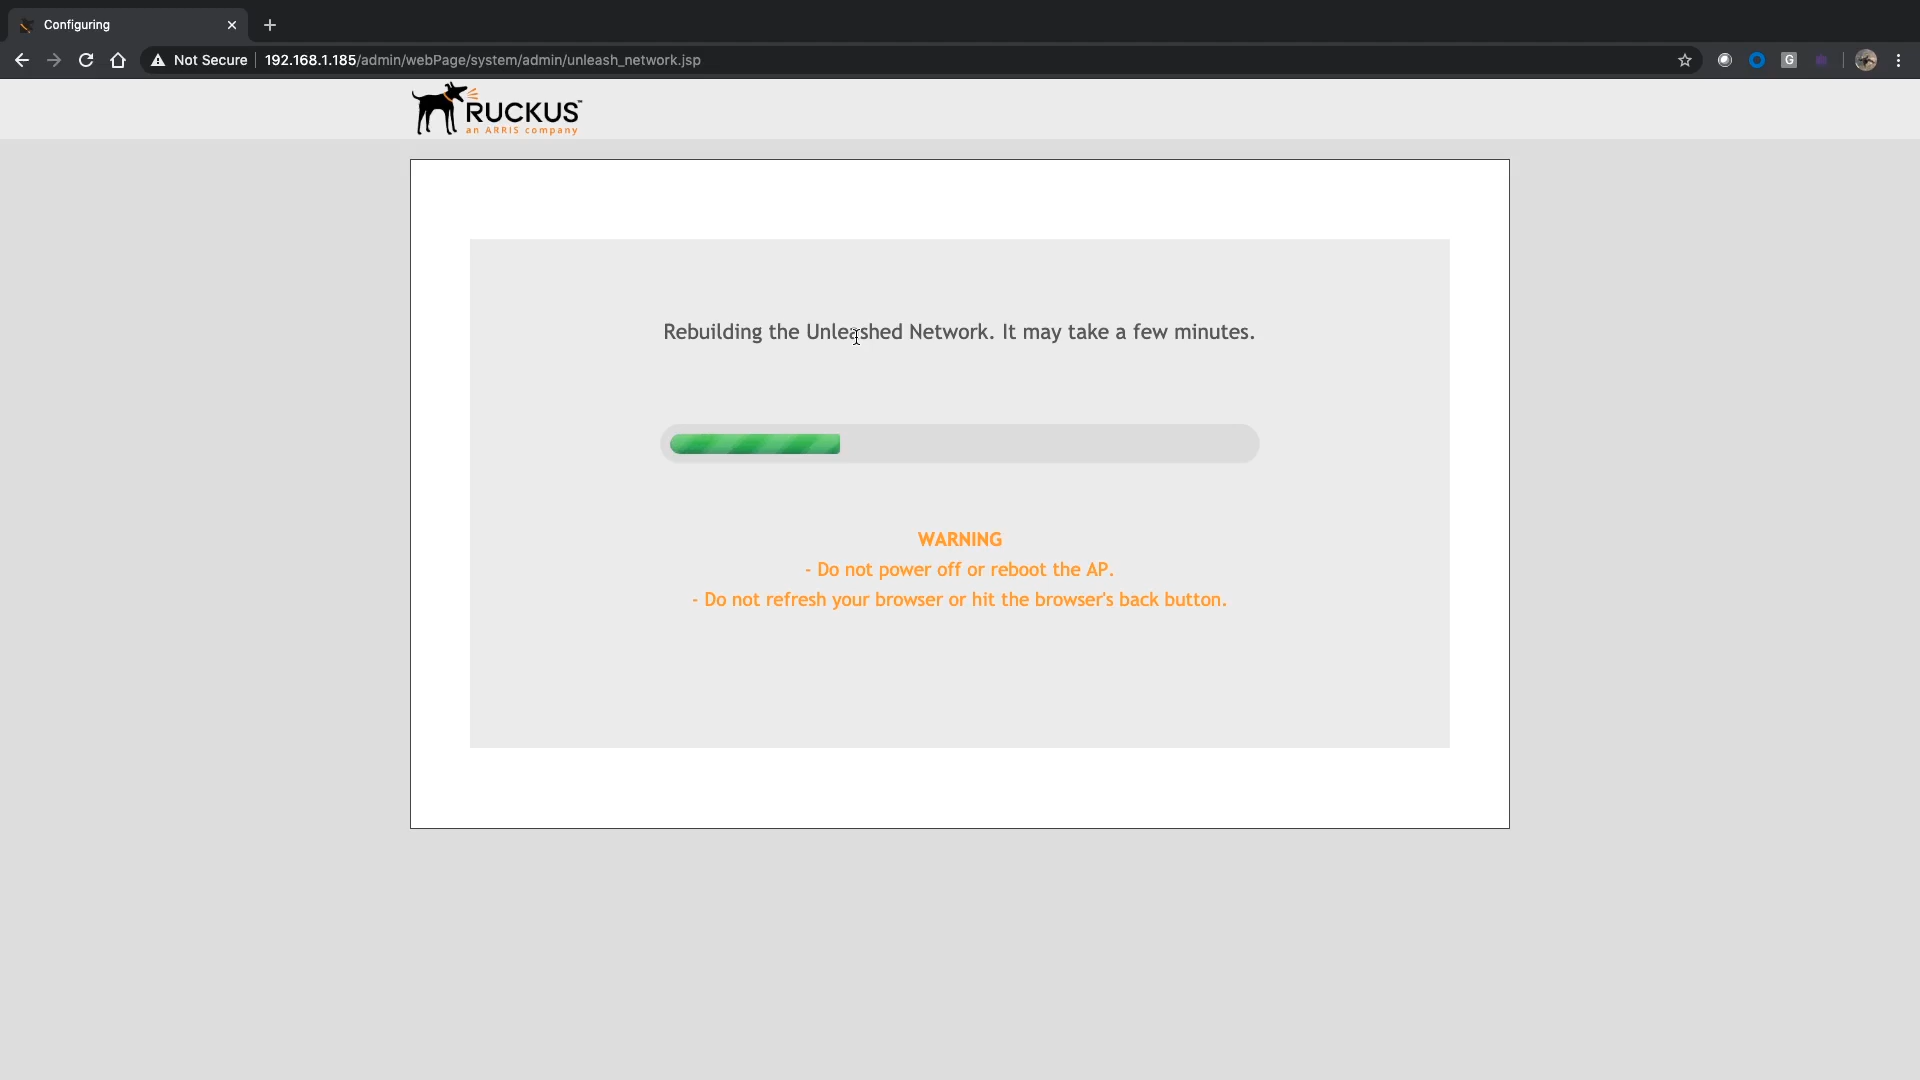 Configuring
Not Secure
192.168.1.185/admin/webPage/system/admin/unleash_network.jsp
G
RUCKUS™
an ARRIS company
Rebuilding the Unleashed Network. It may take a few minutes.
WARNING
- Do not power off or reboot the AP.
- Do not refresh your browser or hit the browser's back button.